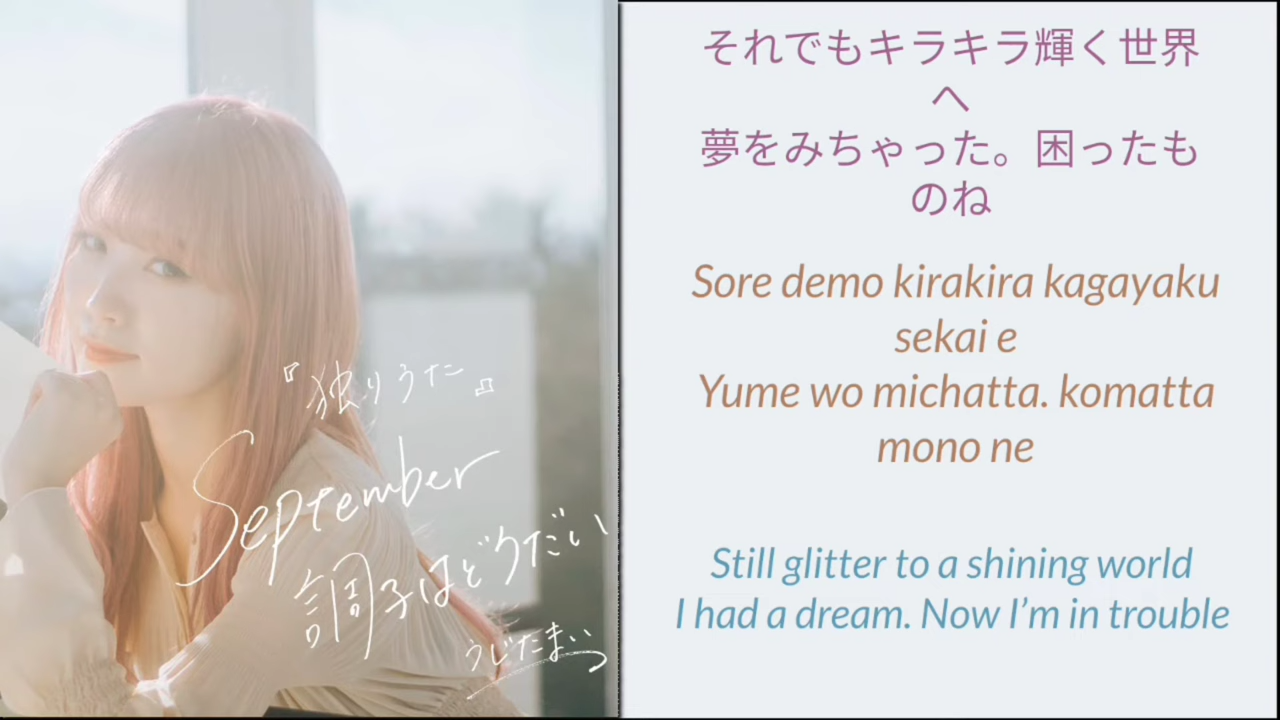 『独りうた』
September
調子はどうだい
うじたまい
それでもキラキラ輝く世界
へ
夢をみちゃった。困ったも
のね
Sore demo kirakira kagayaku
sekai e
Yume wo michatta. komatta
mono ne
Still glitter to a shining world
I had a dream. Now I’m in trouble